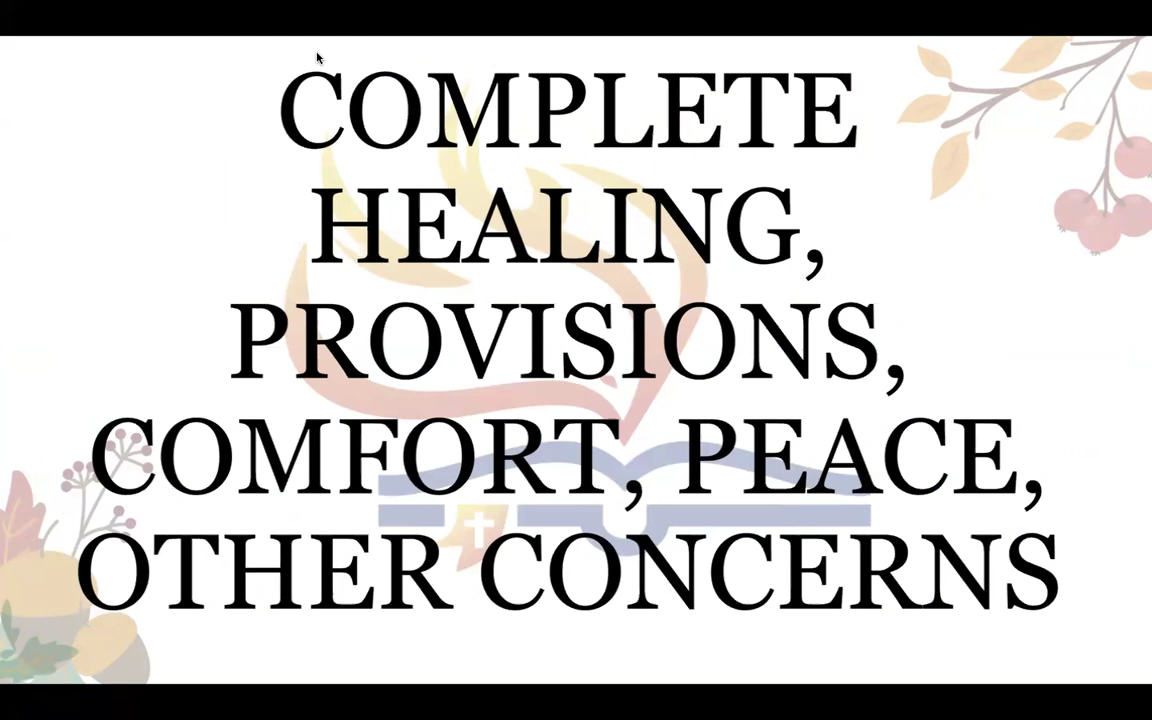 COMPLETE
HEALING,
PROVISIONS,
COMFORT, PEACE,
OTHER CONCERNS